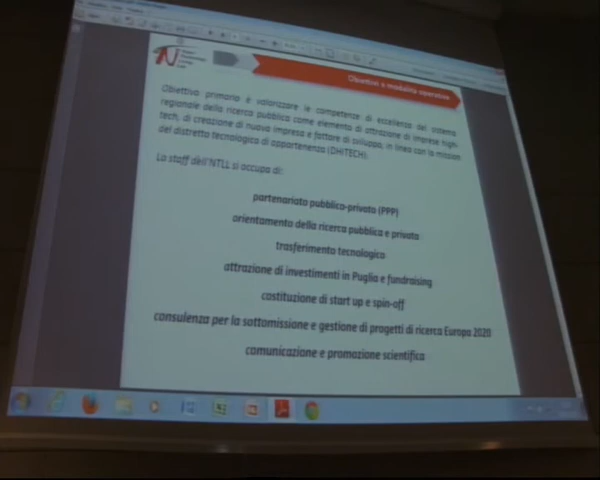 Obiettivi e modalità operative
Obiettivo primario è valorizzare le competenze di eccellenza del sistema
regionale della ricerca pubblica come elemento di attrazione di imprese high-
tech, di creazione di nuova impresa e fattore di sviluppo, in linea con la mission
del distretto tecnologico di appartenenza (DHITECH).
Lo staff dell'NTLL si occupa di:
partenariato pubblico-privato (PPP)
orientamento della ricerca pubblica e privata
trasferimento tecnologico
attrazione di investimenti in Puglia e fundraising
costituzione di start up e spin-off
consulenza per la sottomissione e gestione di progetti di ricerca Europa 2020
comunicazione e promozione scientifica